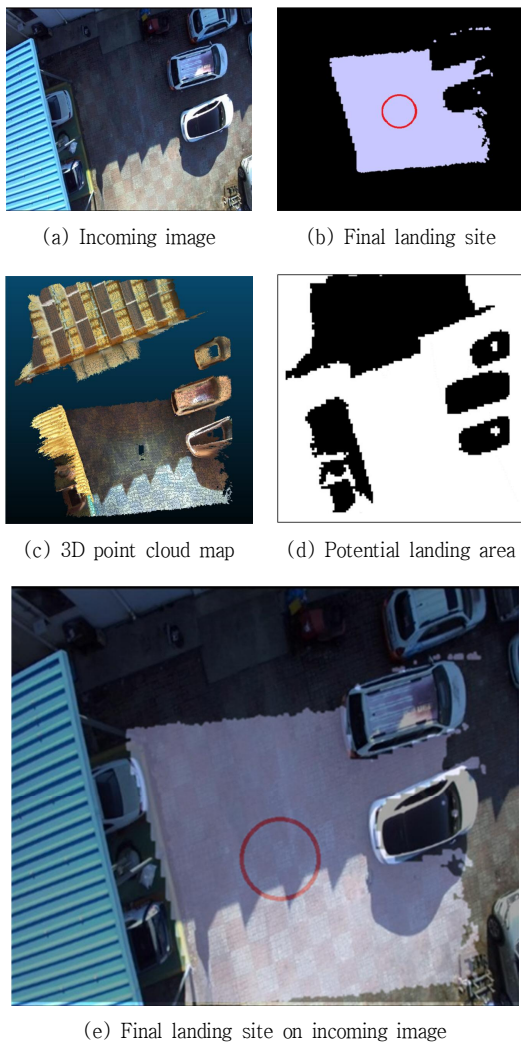 (a) Incoming image
(b) Final landing site
(c) 3D point cloud map
(d) Potential landing area
(e) Final landing site on incoming image